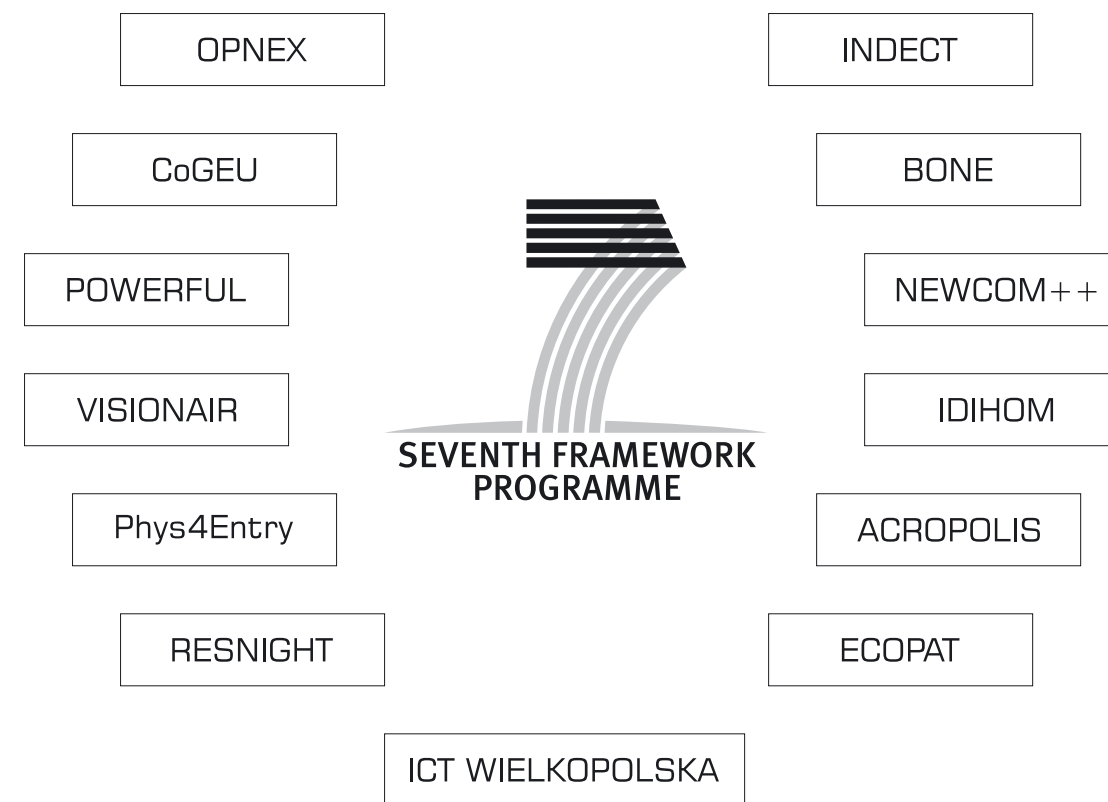 OPNEX
INDECT
CoGEU
BONE
POWERFUL
NEWCOM++
VISIONAIR
IDIHOM
SEVENTH FRAMEWORK
PROGRAMME
Phys4Entry
ACROPOLIS
RESNIGHT
ECOPAT
ICT WIELKOPOLSKA